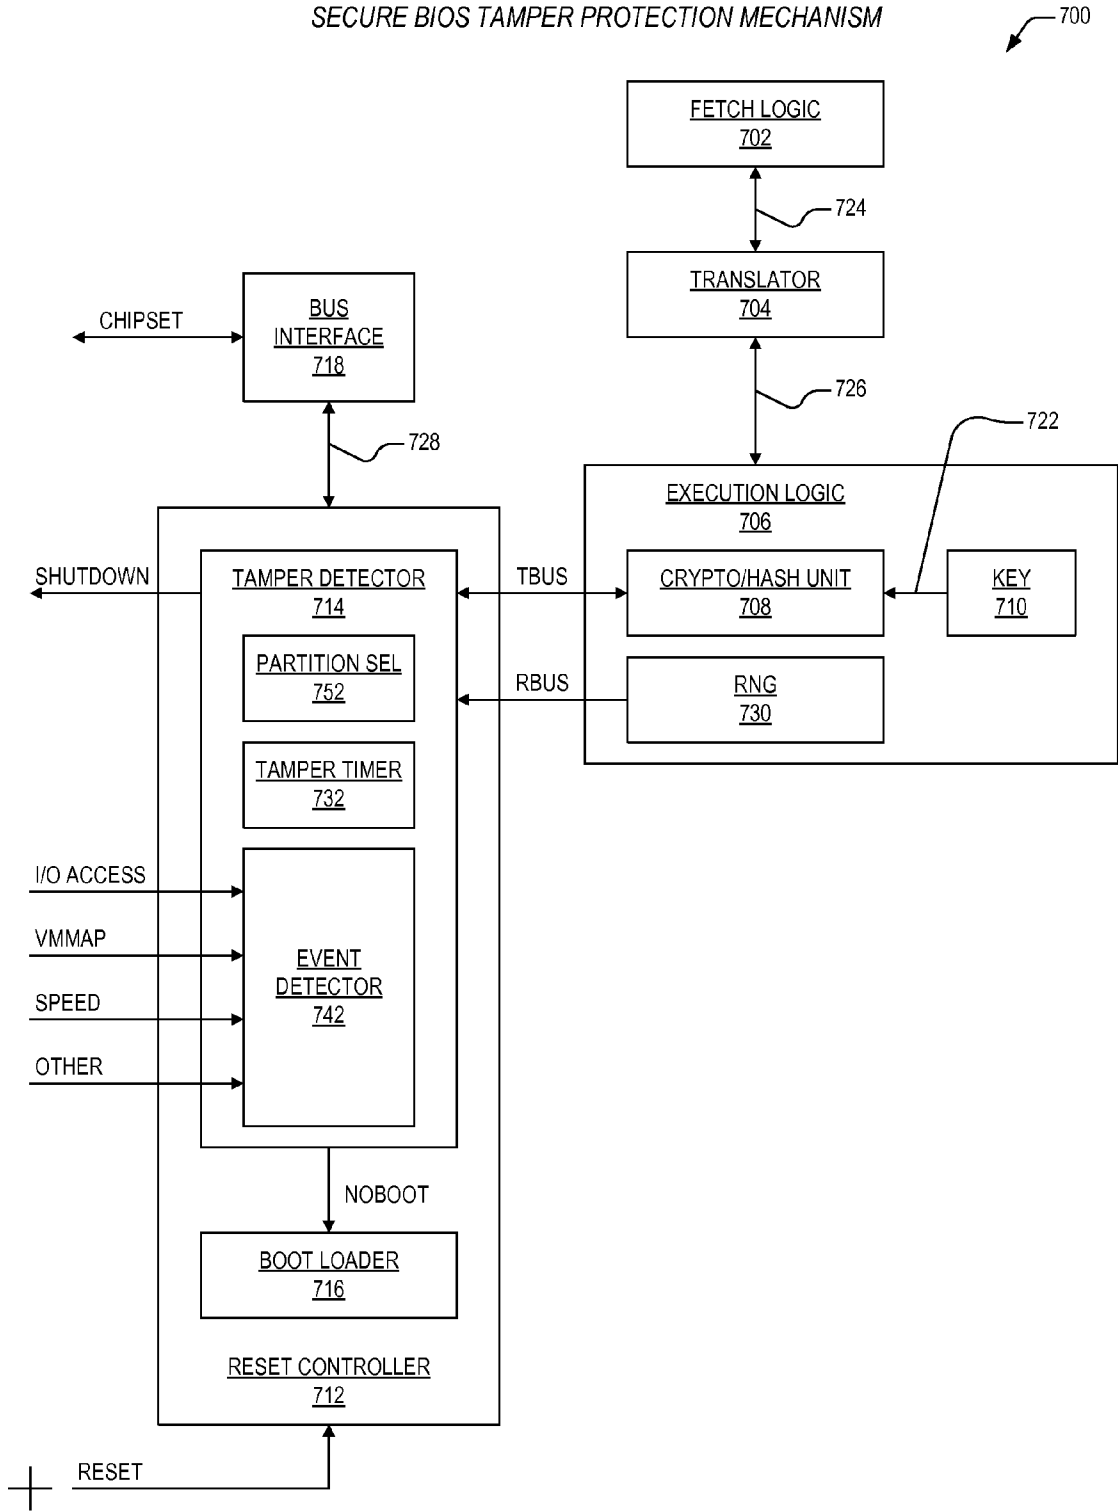 SECURE BIOS TAMPER PROTECTION MECHANISM
700
FETCH LOGIC
702
724
TRANSLATOR
704
BUS
INTERFACE
718
CHIPSET
726
722
728
EXECUTION LOGIC
706
SHUTDOWN
TAMPER DETECTOR
714
TBUS
CRYPTO/HASH UNIT
708
KEY
710
PARTITION SEL
752
RBUS
RNG
730
TAMPER TIMER
732
I/O ACCESS
VMMAP
SPEED
OTHER
EVENT
DETECTOR
742
NOBOOT
BOOT LOADER
716
RESET CONTROLLER
712
RESET